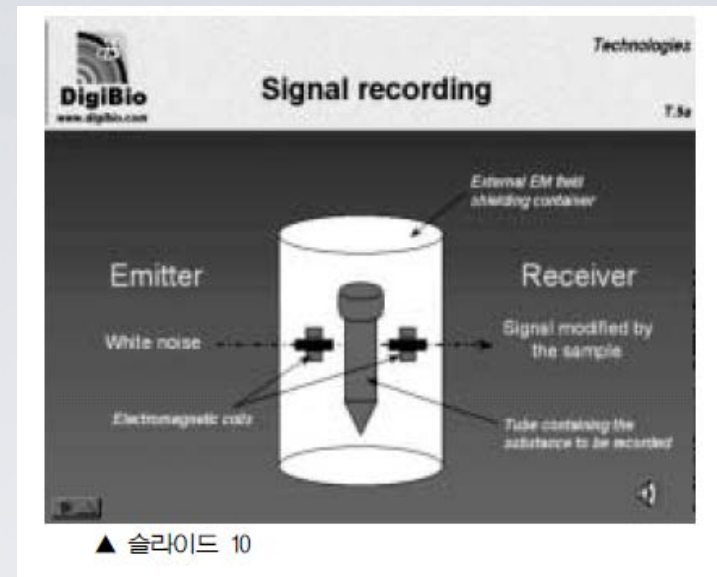 DigiBio
www.digibio.com
Signal recording
Technologies
T.5a
External EM field
shielding container
Emitter
Receiver
White noise
Signal modified by
the sample
Electromagnetic coils
Tube containing the
substance to be recorded
▲ 슬라이드 10